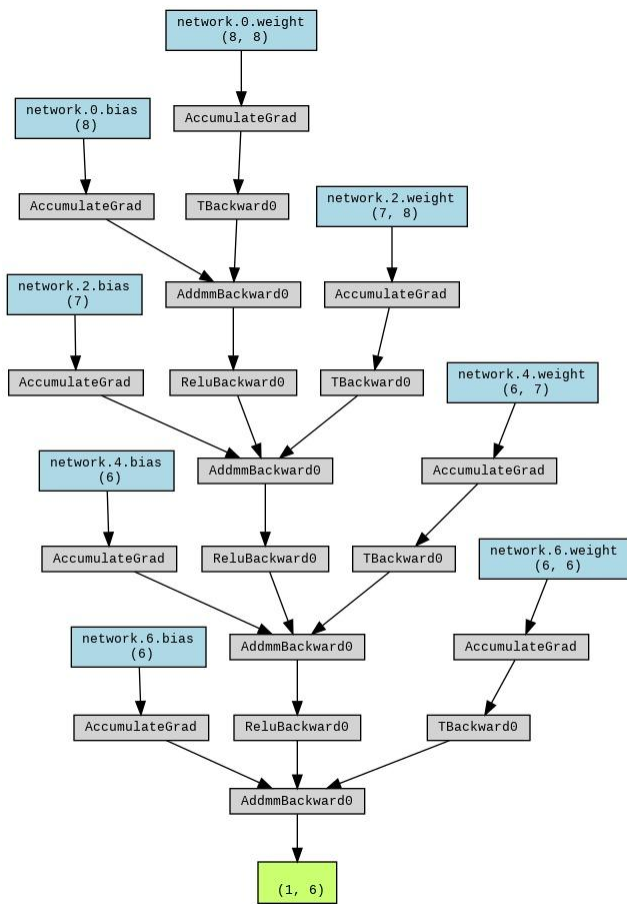 network.0.weight
(8, 8)
network.0.bias
(8)
AccumulateGrad
AccumulateGrad
TBackward0
network.2.weight
(7, 8)
network.2.bias
(7)
AddmmBackward0
AccumulateGrad
AccumulateGrad
ReluBackward0
TBackward0
network.4.weight
(6, 7)
network.4.bias
(6)
AddmmBackward0
AccumulateGrad
AccumulateGrad
ReluBackward0
TBackward0
network.6.weight
(6, 6)
network.6.bias
(6)
AddmmBackward0
AccumulateGrad
AccumulateGrad
ReluBackward0
TBackward0
AddmmBackward0
(1, 6)